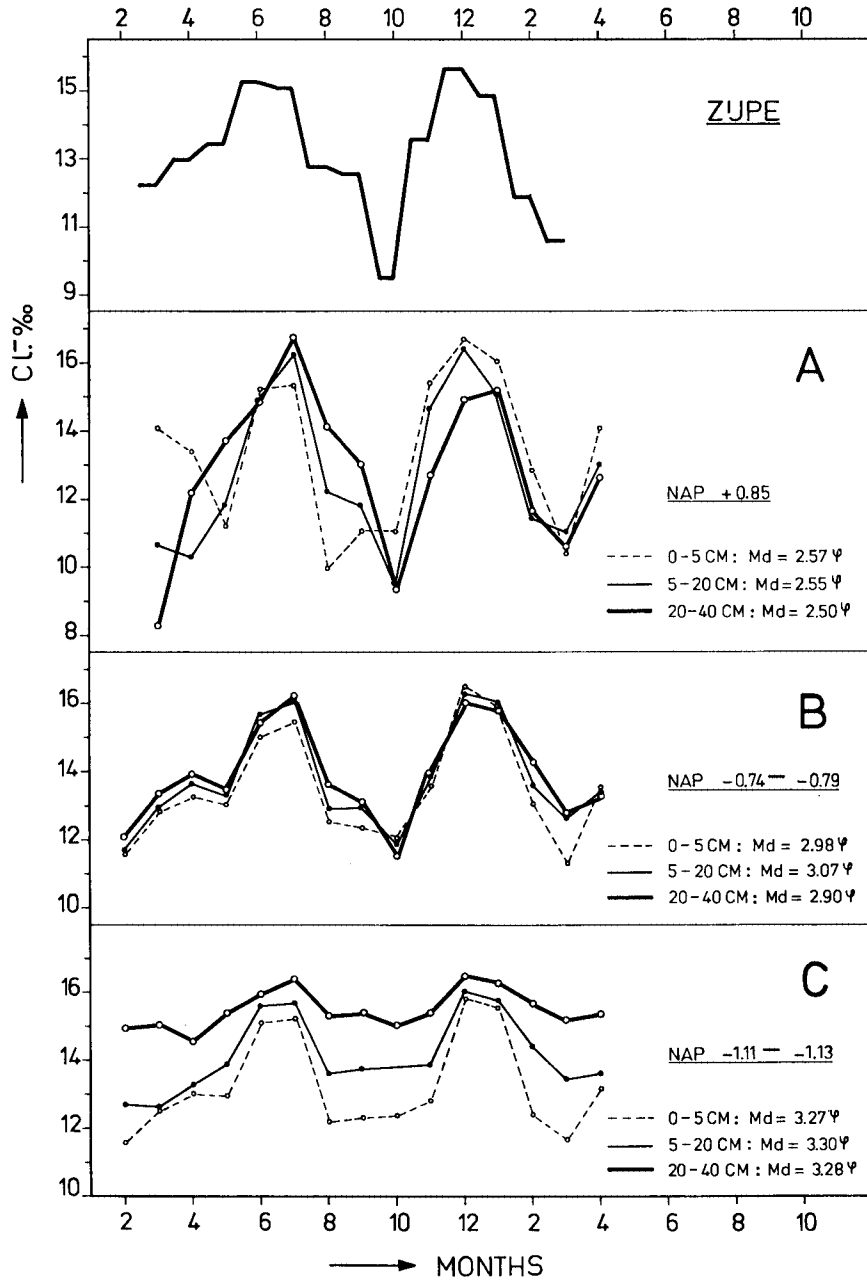 2 4 6 8 10 12 2 4 6 8 10
15
13
11
9
ZIJPE
Cl.‾‰
16
14
12
10
8
A
NAP +0.85
0-5 CM: Md = 2.57 φ
5-20 CM: Md = 2.55 φ
20-40 CM: Md = 2.50 φ
16
14
12
10
B
NAP -0.74 — -0.79
0-5 CM: Md = 2.98 φ
5-20 CM: Md = 3.07 φ
20-40 CM: Md = 2.90 φ
16
14
12
10
C
NAP -1.11 — -1.13
0-5 CM: Md = 3.27 φ
5-20 CM: Md = 3.30 φ
20-40 CM: Md = 3.28 φ
2 4 6 8 10 12 2 4 6 8 10
MONTHS